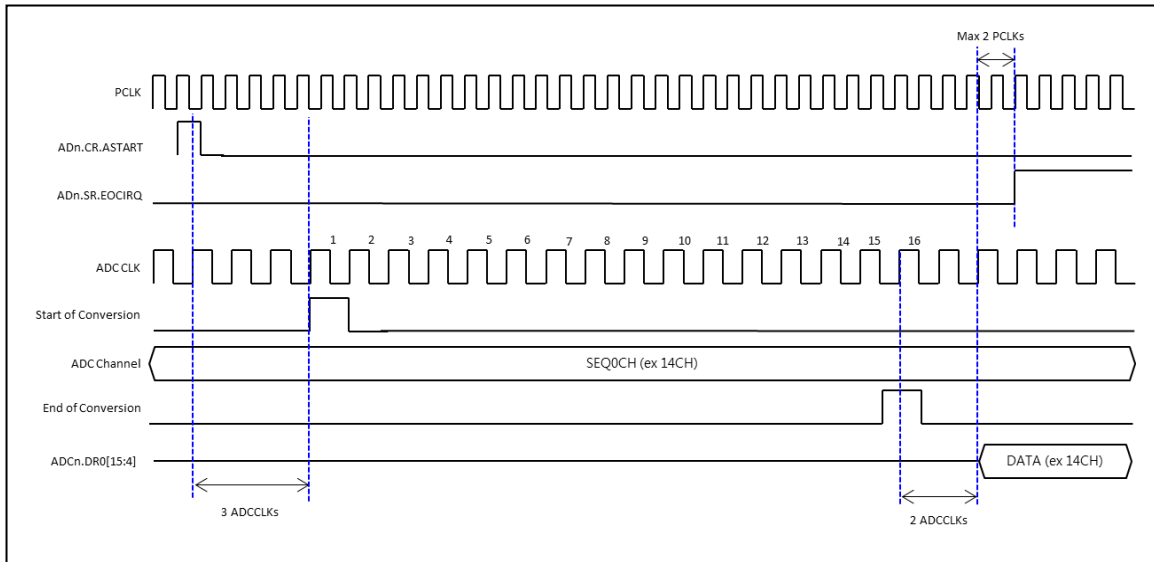 Max 2 PCLKs
PCLK
ADn.CR.ASTART
ADn.SR.EOCIRQ
1 2 3 4 5 6 7 8 9 10 11 12 13 14 15 16
ADC CLK
Start of Conversion
ADC Channel SEQ0CH (ex 14CH)
End of Conversion
ADCn.DR0[15:4] DATA (ex 14CH)
3 ADCCLKs
2 ADCCLKs